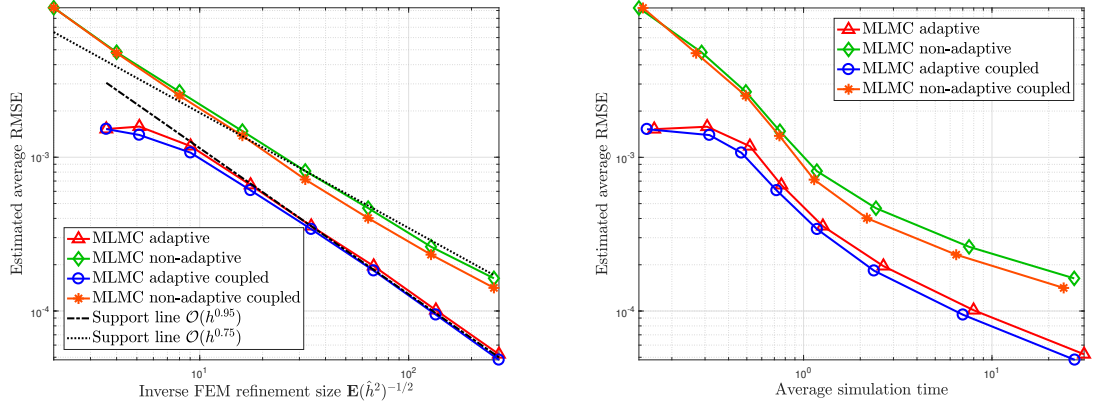 Estimated average RMSE
10^{-3}
10^{-4}
MLMC adaptive
MLMC non-adaptive
MLMC adaptive coupled
MLMC non-adaptive coupled
Support line 𝒪(h^{0.95})
Support line 𝒪(h^{0.75})
10^1
10^2
Inverse FEM refinement size E(ĥ^2)^{-1/2}
Estimated average RMSE
10^{-3}
10^{-4}
MLMC adaptive
MLMC non-adaptive
MLMC adaptive coupled
MLMC non-adaptive coupled
10^0
10^1
Average simulation time